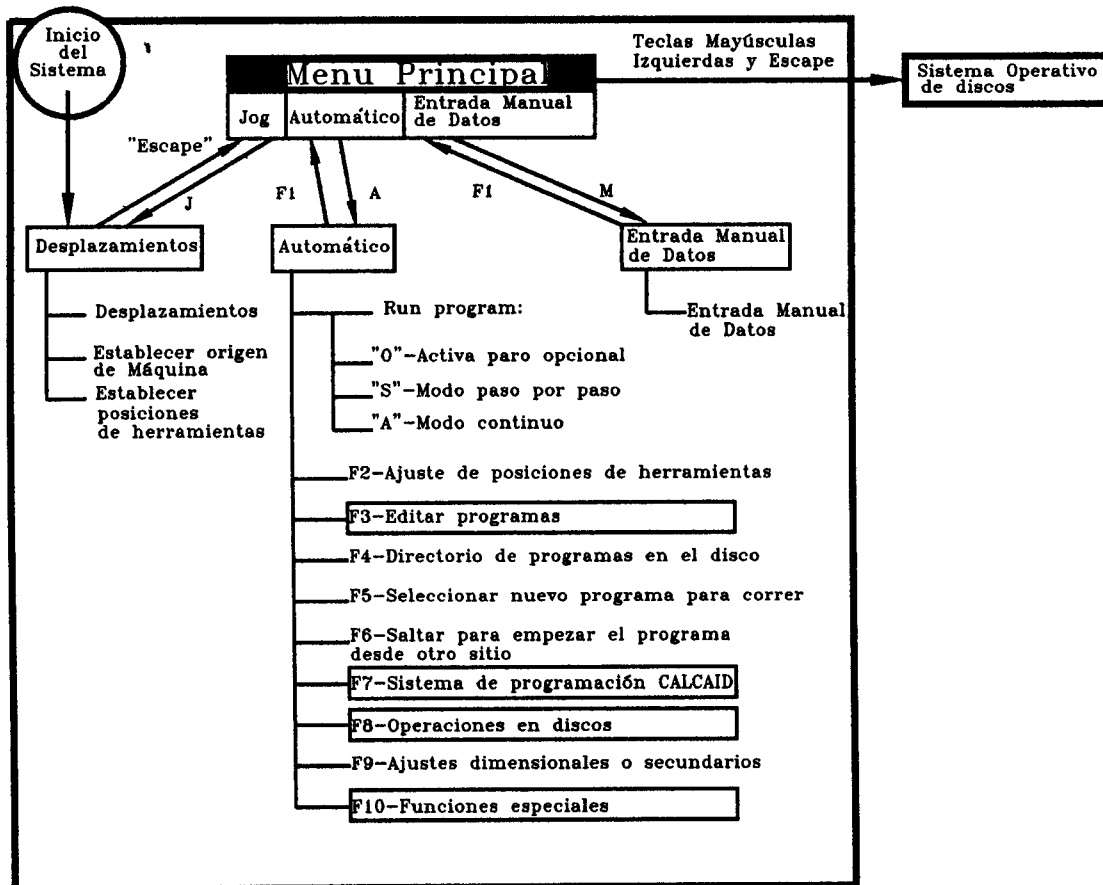 Inicio
del
Sistema
Menu Principal
Jog
Automático
Entrada Manual
de Datos
Teclas Mayúsculas
Izquierdas y Escape
Sistema Operativo
de discos
"Escape"
J
F1
A
F1
M
Desplazamientos
Automático
Entrada Manual
de Datos
Desplazamientos
Establecer origen
de Máquina
Establecer
posiciones
de herramientas
Run program:
"O"-Activa paro opcional
"S"-Modo paso por paso
"A"-Modo continuo
Entrada Manual
de Datos
F2-Ajuste de posiciones de herramientas
F3-Editar programas
F4-Directorio de programas en el disco
F5-Seleccionar nuevo programa para correr
F6-Saltar para empezar el programa
desde otro sitio
F7-Sistema de programación CALCAID
F8-Operaciones en discos
F9-Ajustes dimensionales o secundarios
F10-Funciones especiales